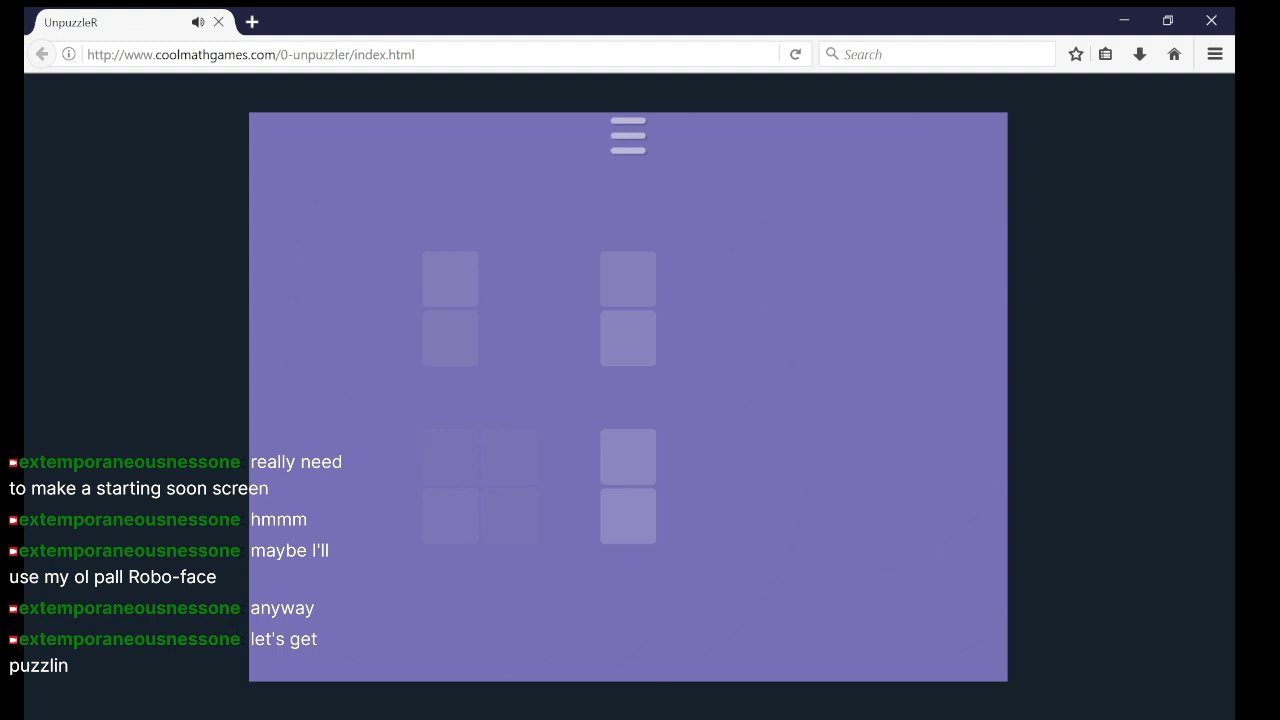 UnpuzzleR
http://www.coolmathgames.com/0-unpuzzler/index.html
Search
extemporaneousnessone really need
to make a starting soon screen
extemporaneousnessone hmmm
extemporaneousnessone maybe I'll
use my ol pall Robo-face
extemporaneousnessone anyway
extemporaneousnessone let's get
puzzlin